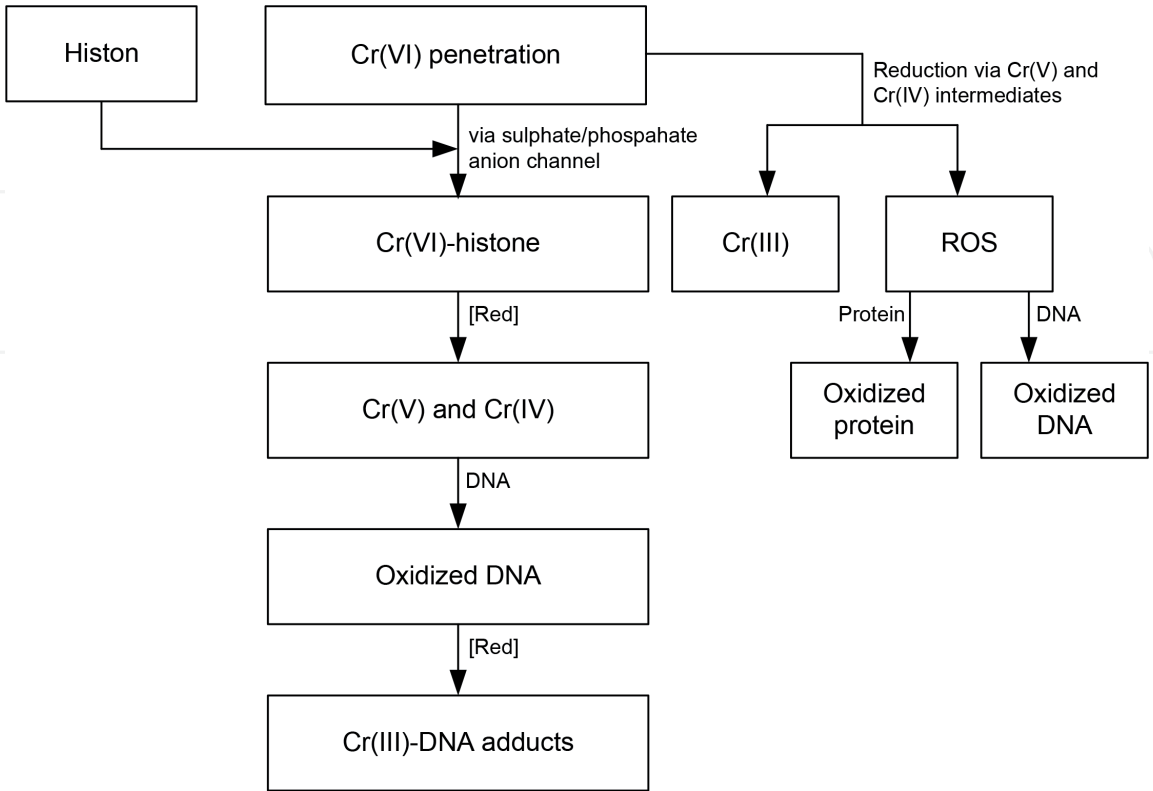 Histon
Cr(VI) penetration
Reduction via Cr(V) and
Cr(IV) intermediates
via sulphate/phospahate
anion channel
Cr(VI)-histone
Cr(III)
ROS
[Red]
Protein
DNA
Cr(V) and Cr(IV)
Oxidized
protein
Oxidized
DNA
DNA
Oxidized DNA
[Red]
Cr(III)-DNA adducts